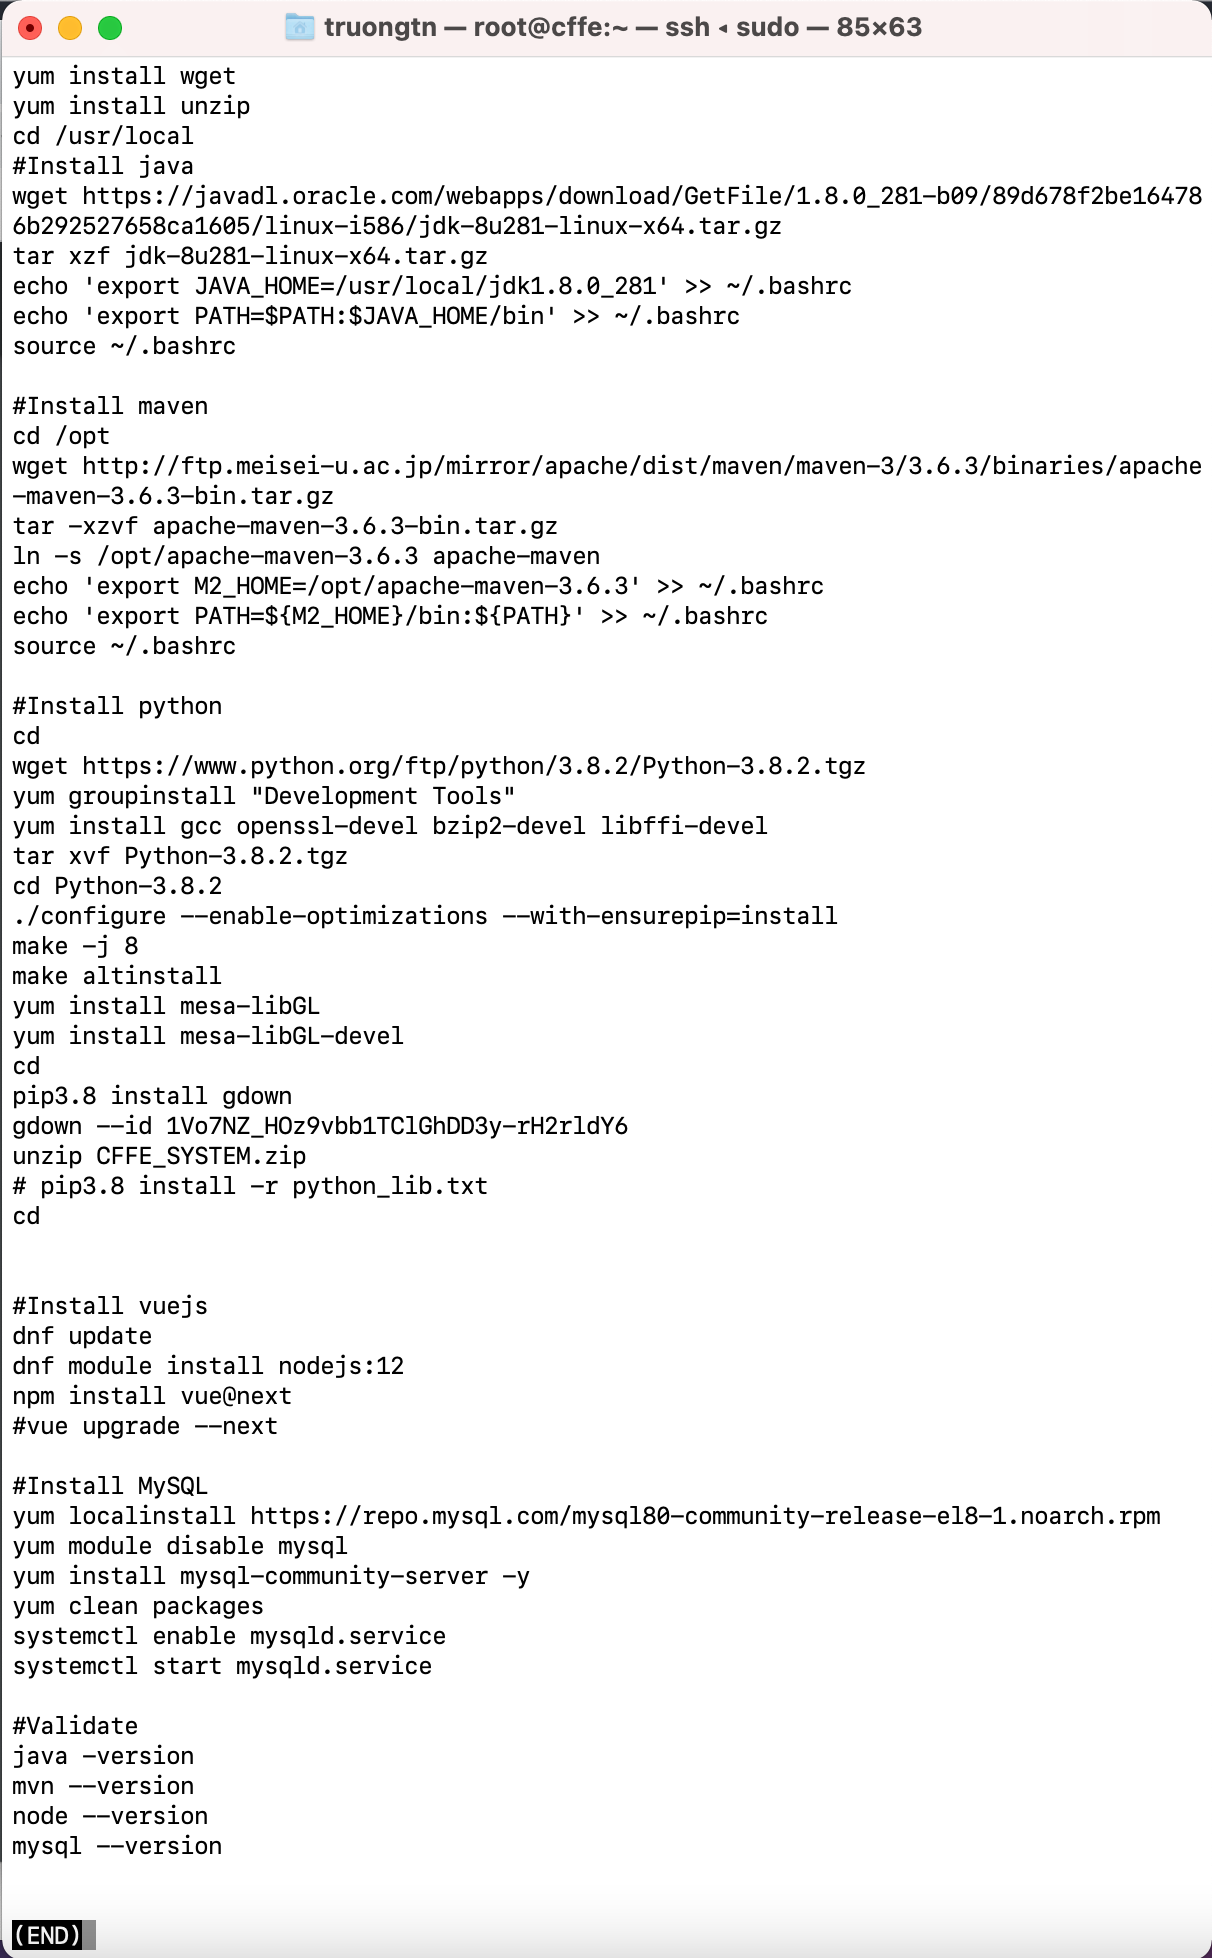 truongtn — root@cffe:~ — ssh ◂ sudo — 85×63
yum install wget
yum install unzip
cd /usr/local
#Install java
wget https://javadl.oracle.com/webapps/download/GetFile/1.8.0_281-b09/89d678f2be16478
6b292527658ca1605/linux-i586/jdk-8u281-linux-x64.tar.gz
tar xzf jdk-8u281-linux-x64.tar.gz
echo 'export JAVA_HOME=/usr/local/jdk1.8.0_281' >> ~/.bashrc
echo 'export PATH=$PATH:$JAVA_HOME/bin' >> ~/.bashrc
source ~/.bashrc

#Install maven
cd /opt
wget http://ftp.meisei-u.ac.jp/mirror/apache/dist/maven/maven-3/3.6.3/binaries/apache
-maven-3.6.3-bin.tar.gz
tar -xzvf apache-maven-3.6.3-bin.tar.gz
ln -s /opt/apache-maven-3.6.3 apache-maven
echo 'export M2_HOME=/opt/apache-maven-3.6.3' >> ~/.bashrc
echo 'export PATH=${M2_HOME}/bin:${PATH}' >> ~/.bashrc
source ~/.bashrc

#Install python
cd
wget https://www.python.org/ftp/python/3.8.2/Python-3.8.2.tgz
yum groupinstall "Development Tools"
yum install gcc openssl-devel bzip2-devel libffi-devel
tar xvf Python-3.8.2.tgz
cd Python-3.8.2
./configure --enable-optimizations --with-ensurepip=install
make -j 8
make altinstall
yum install mesa-libGL
yum install mesa-libGL-devel
cd
pip3.8 install gdown
gdown --id 1Vo7NZ_HOz9vbb1TClGhDD3y-rH2rldY6
unzip CFFE_SYSTEM.zip
# pip3.8 install -r python_lib.txt
cd

#Install vuejs
dnf update
dnf module install nodejs:12
npm install vue@next
#vue upgrade --next

#Install MySQL
yum localinstall https://repo.mysql.com/mysql80-community-release-el8-1.noarch.rpm
yum module disable mysql
yum install mysql-community-server -y
yum clean packages
systemctl enable mysqld.service
systemctl start mysqld.service

#Validate
java -version
mvn --version
node --version
mysql --version

(END)